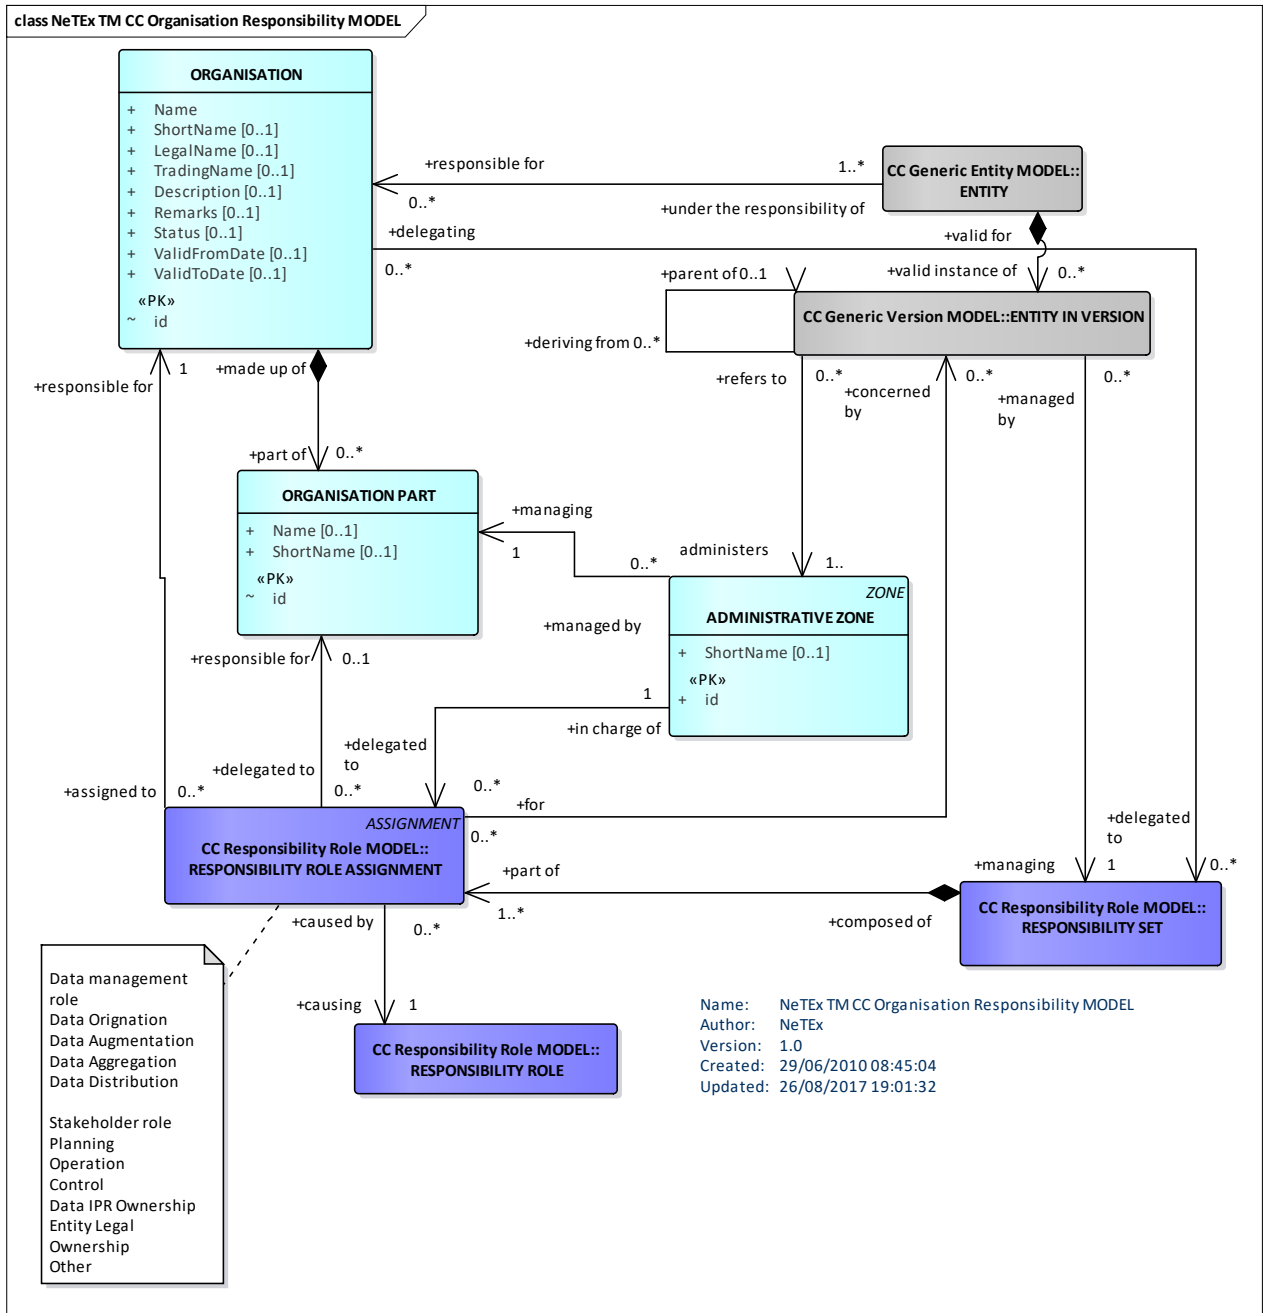 class NeTEx TM CC Organisation Responsibility MODEL
ORGANISATION
+ Name
+ ShortName [0..1]
+ LegalName [0..1]
+ TradingName [0..1]
+ Description [0..1]
+ Remarks [0..1]
+ Status [0..1]
+ ValidFromDate [0..1]
+ ValidToDate [0..1]
«PK»
~ id
+responsible for
1..*
0..*
+under the responsibility of
CC Generic Entity MODEL::
ENTITY
+delegating
0..*
+valid for
+valid instance of
0..*
+parent of 0..1
CC Generic Version MODEL::ENTITY IN VERSION
+deriving from 0..*
+responsible for
1
+made up of
+refers to
0..*
+concerned
by
0..*
+managed
by
0..*
+part of
0..*
ORGANISATION PART
+ Name [0..1]
+ ShortName [0..1]
«PK»
~ id
+managing
1
0..*
+managed by
administers
1..
ZONE
ADMINISTRATIVE ZONE
+ ShortName [0..1]
«PK»
+ id
+responsible for
0..1
1
+in charge of
+delegated
to
0..*
+delegated to
0..*
+assigned to
0..*
+for
0..*
ASSIGNMENT
CC Responsibility Role MODEL::
RESPONSIBILITY ROLE ASSIGNMENT
+part of
1..*
+composed of
+managing
+delegated
to
1
0..*
CC Responsibility Role MODEL::
RESPONSIBILITY SET
+caused by
0..*
+causing
1
CC Responsibility Role MODEL::
RESPONSIBILITY ROLE
Data management
role
Data Orignation
Data Augmentation
Data Aggregation
Data Distribution
Stakeholder role
Planning
Operation
Control
Data IPR Ownership
Entity Legal
Ownership
Other
Name: NeTEx TM CC Organisation Responsibility MODEL
Author: NeTEx
Version: 1.0
Created: 29/06/2010 08:45:04
Updated: 26/08/2017 19:01:32